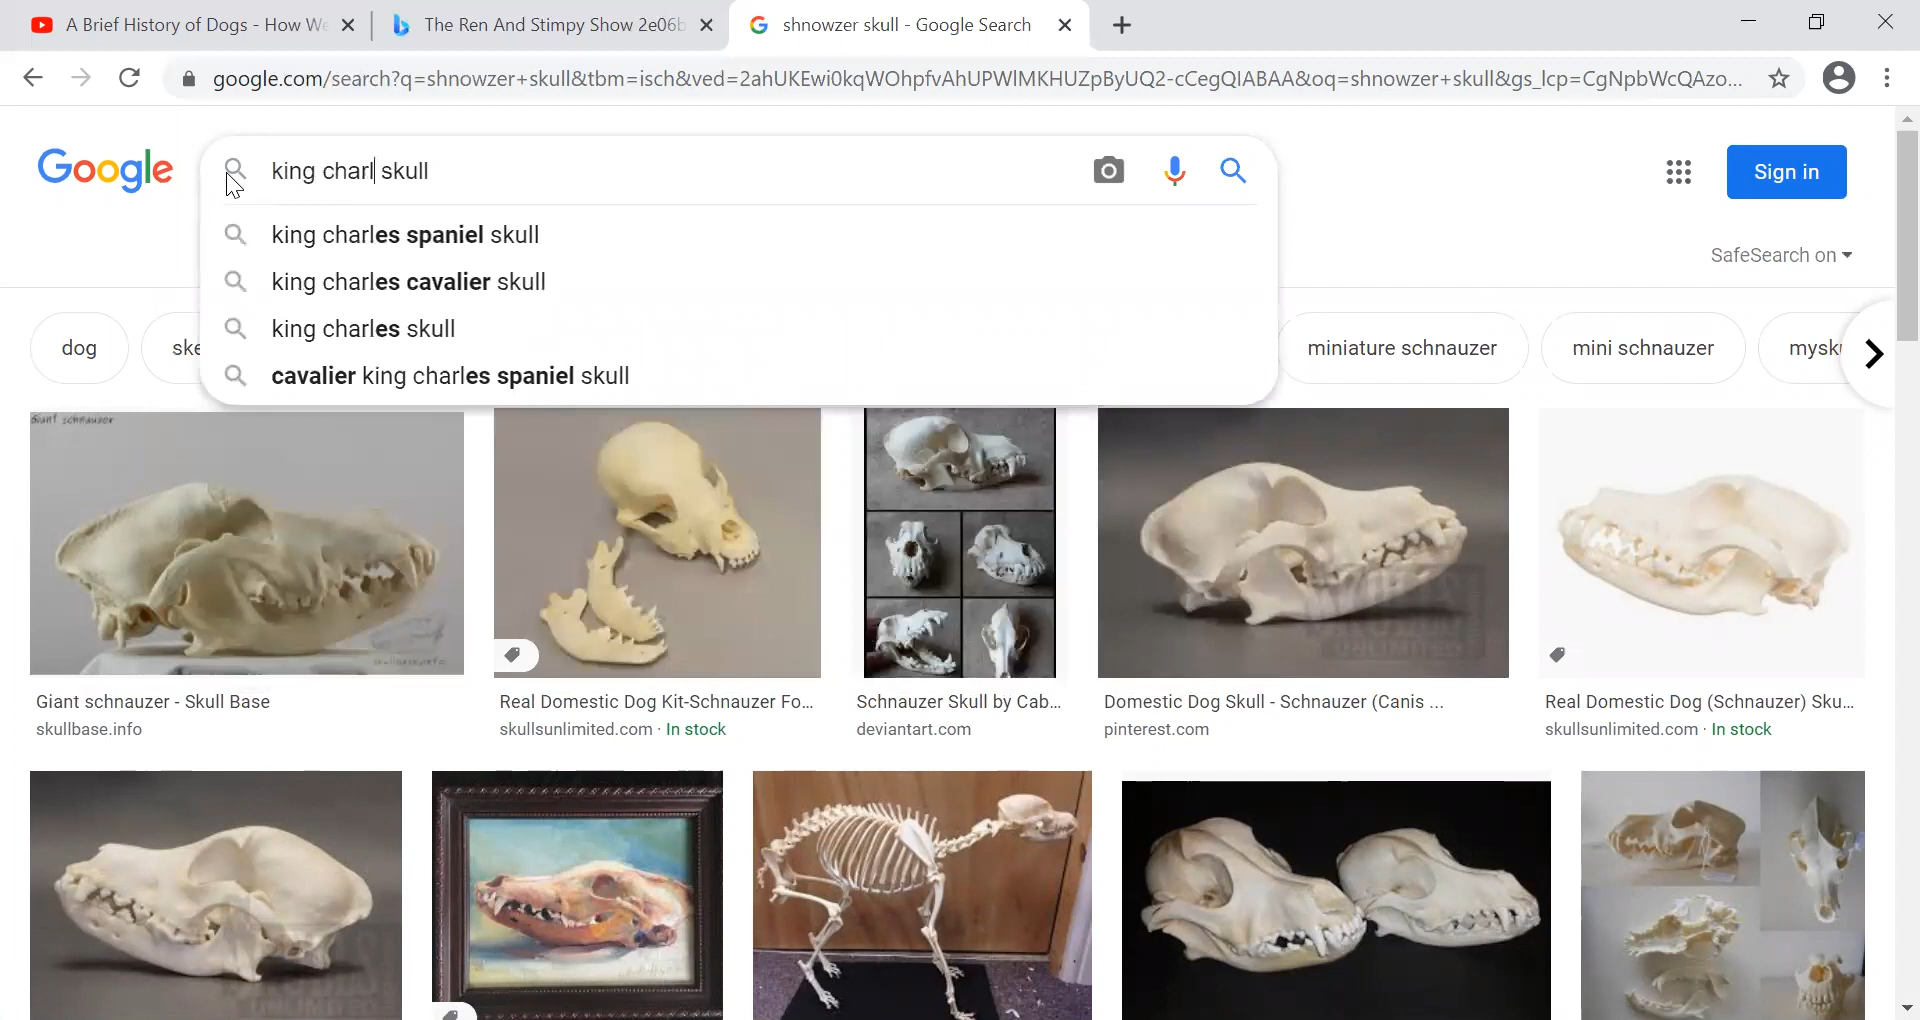 A Brief History of Dogs - How We
The Ren And Stimpy Show 2e06b
shnowzer skull - Google Search
google.com/search?q=shnowzer+skull&tbm=isch&ved=2ahUKEwi0kqWOhpfvAhUPWlMKHUZpByUQ2-cCegQIABAA&oq=shnowzer+skull&gs_lcp=CgNpbWcQAzo...
Google
king charl skull
Sign in
king charles spaniel skull
SafeSearch on
king charles cavalier skull
king charles skull
cavalier king charles spaniel skull
dog
ske
miniature schnauzer
mini schnauzer
mysk
Giant schnauzer
UNLIMITED
Giant schnauzer - Skull Base
skullbase.info
Real Domestic Dog Kit-Schnauzer Fo...
skullsunlimited.com · In stock
Schnauzer Skull by Cab...
deviantart.com
Domestic Dog Skull - Schnauzer (Canis ...
pinterest.com
Real Domestic Dog (Schnauzer) Sku...
skullsunlimited.com · In stock
UNLIMITED